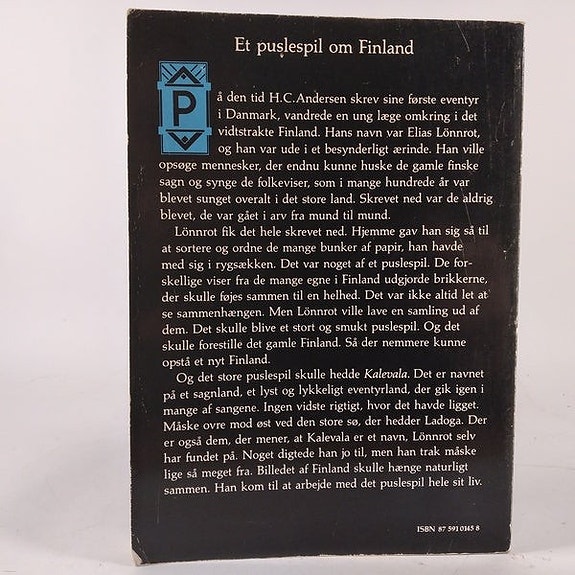 Et puslespil om Finland
På den tid H.C. Andersen skrev sine første eventyr
i Danmark, vandrede en ung læge omkring i det
vidtstrakte Finland. Hans navn var Elias Lönnrot,
og han var ude i et besynderligt ærinde. Han ville
opsøge mennesker, der endnu kunne huske de gamle finske
sagn og synge de folkeviser, som i mange hundrede år var
blevet sunget overalt i det store land. Skrevet ned var de aldrig
blevet, de var gået i arv fra mund til mund.
Lönnrot fik det hele skrevet ned. Hjemme gav han sig så til
at sortere og ordne de mange bunker af papir, han havde
med sig i rygsækken. Det var noget af et puslespil. De for-
skellige viser fra de mange egne i Finland udgjorde brikkerne,
der skulle føjes sammen til en helhed. Det var ikke altid let at
se sammenhængen. Men Lönnrot ville lave en samling ud af
dem. Det skulle blive et stort og smukt puslespil. Og det
skulle forestille det gamle Finland. Så der nemmere kunne
opstå et nyt Finland.
Og det store puslespil skulle hedde Kalevala. Det er navnet
på et sagnland, et lyst og lykkeligt eventyrland, der gik igen i
mange af sangene. Ingen vidste rigtigt, hvor det havde ligget.
Måske ovre mod øst ved den store sø, der hedder Ladoga. Der
er også dem, der mener, at Kalevala er et navn, Lönnrot selv
har fundet på. Noget digtede han jo til, men han trak måske
lige så meget fra. Billedet af Finland skulle hænge naturligt
sammen. Han kom til at arbejde med det puslespil hele sit liv.
ISBN 87 591 0145 8